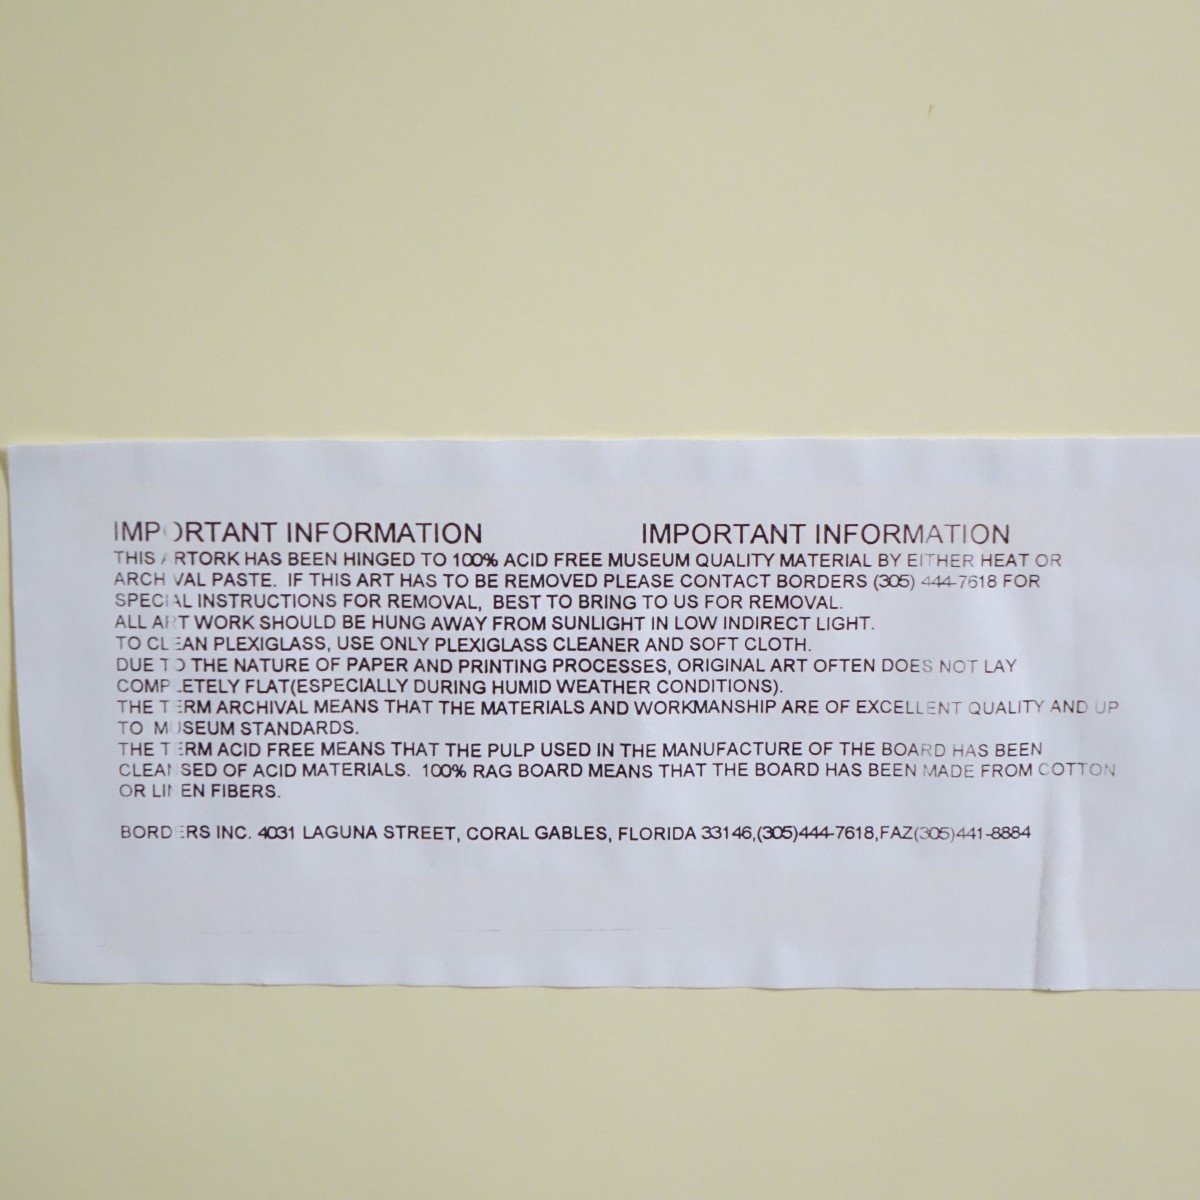 IMPORTANT INFORMATION IMPORTANT INFORMATION
THIS ARTORK HAS BEEN HINGED TO 100% ACID FREE MUSEUM QUALITY MATERIAL BY EITHER HEAT OR
ARCHIVAL PASTE. IF THIS ART HAS TO BE REMOVED PLEASE CONTACT BORDERS (305) 444-7618 FOR
SPECIAL INSTRUCTIONS FOR REMOVAL, BEST TO BRING TO US FOR REMOVAL.
ALL ART WORK SHOULD BE HUNG AWAY FROM SUNLIGHT IN LOW INDIRECT LIGHT.
TO CLEAN PLEXIGLASS, USE ONLY PLEXIGLASS CLEANER AND SOFT CLOTH.
DUE TO THE NATURE OF PAPER AND PRINTING PROCESSES, ORIGINAL ART OFTEN DOES NOT LAY
COMPLETELY FLAT(ESPECIALLY DURING HUMID WEATHER CONDITIONS).
THE TERM ARCHIVAL MEANS THAT THE MATERIALS AND WORKMANSHIP ARE OF EXCELLENT QUALITY AND UP
TO MUSEUM STANDARDS.
THE TERM ACID FREE MEANS THAT THE PULP USED IN THE MANUFACTURE OF THE BOARD HAS BEEN
CLEANSED OF ACID MATERIALS. 100% RAG BOARD MEANS THAT THE BOARD HAS BEEN MADE FROM COTTON
OR LINEN FIBERS.
BORDERS INC. 4031 LAGUNA STREET, CORAL GABLES, FLORIDA 33146,(305)444-7618,FAZ(305)441-8884